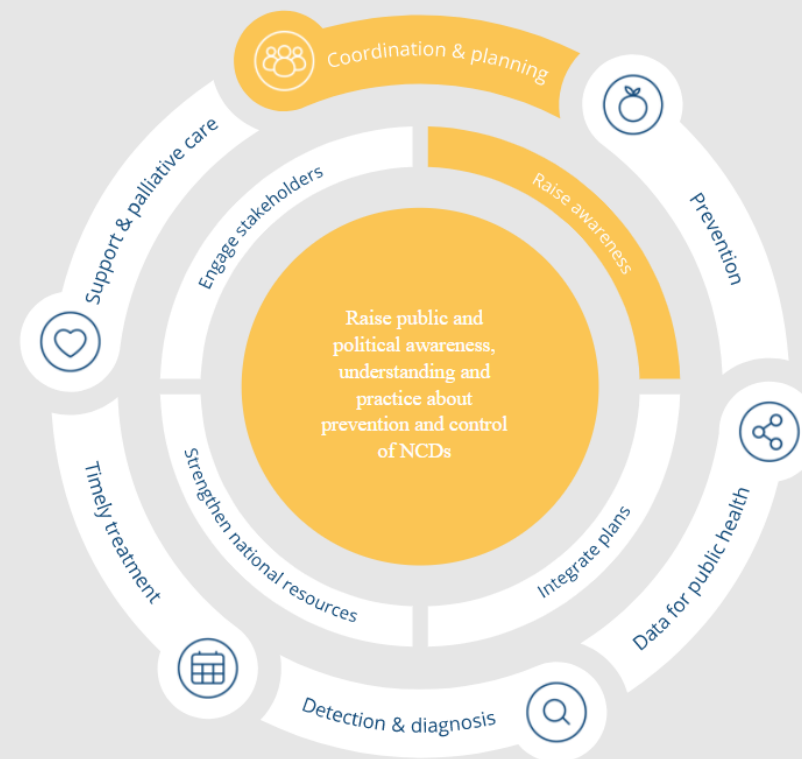 Coordination & planning
Prevention
Data for public health
Detection & diagnosis
Timely treatment
Support & palliative care
Raise awareness
Integrate plans
Strengthen national resources
Engage stakeholders
Raise public and
political awareness,
understanding and
practice about
prevention and control
of NCDs